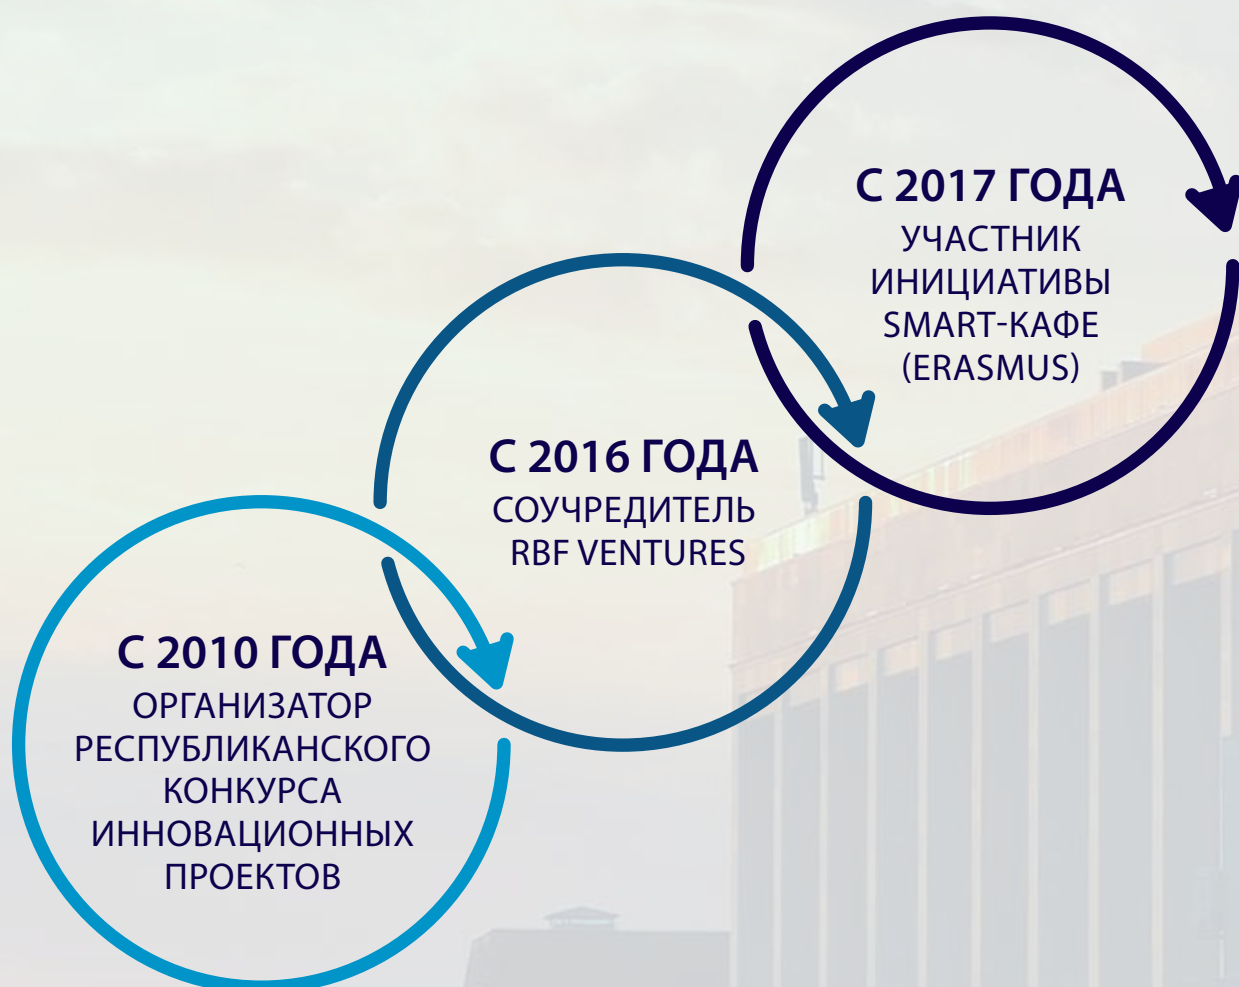 С 2017 ГОДА
УЧАСТНИК
ИНИЦИАТИВЫ
SMART-КАФЕ
(ERASMUS)
С 2016 ГОДА
СОУЧРЕДИТЕЛЬ
RBF VENTURES
С 2010 ГОДА
ОРГАНИЗАТОР
РЕСПУБЛИКАНСКОГО
КОНКУРСА
ИННОВАЦИОННЫХ
ПРОЕКТОВ